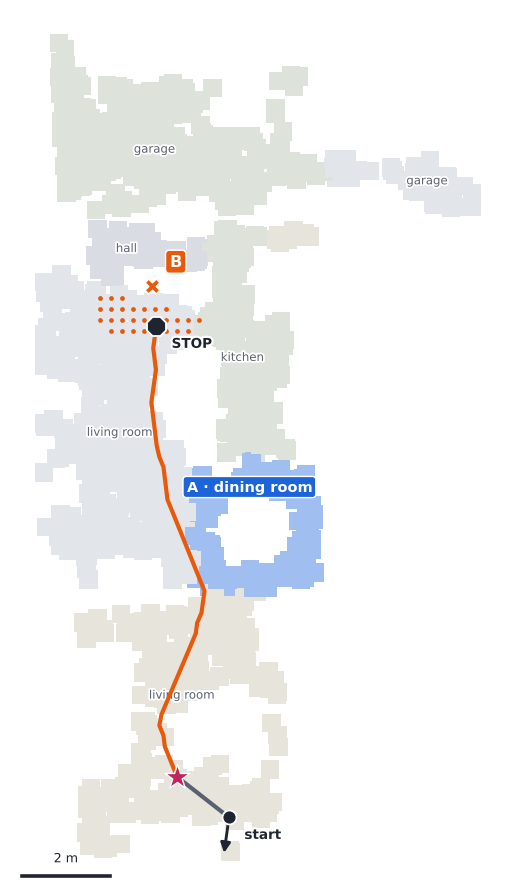 garage
garage
hall
B
STOP
kitchen
living room
A · dining room
living room
start
2 m